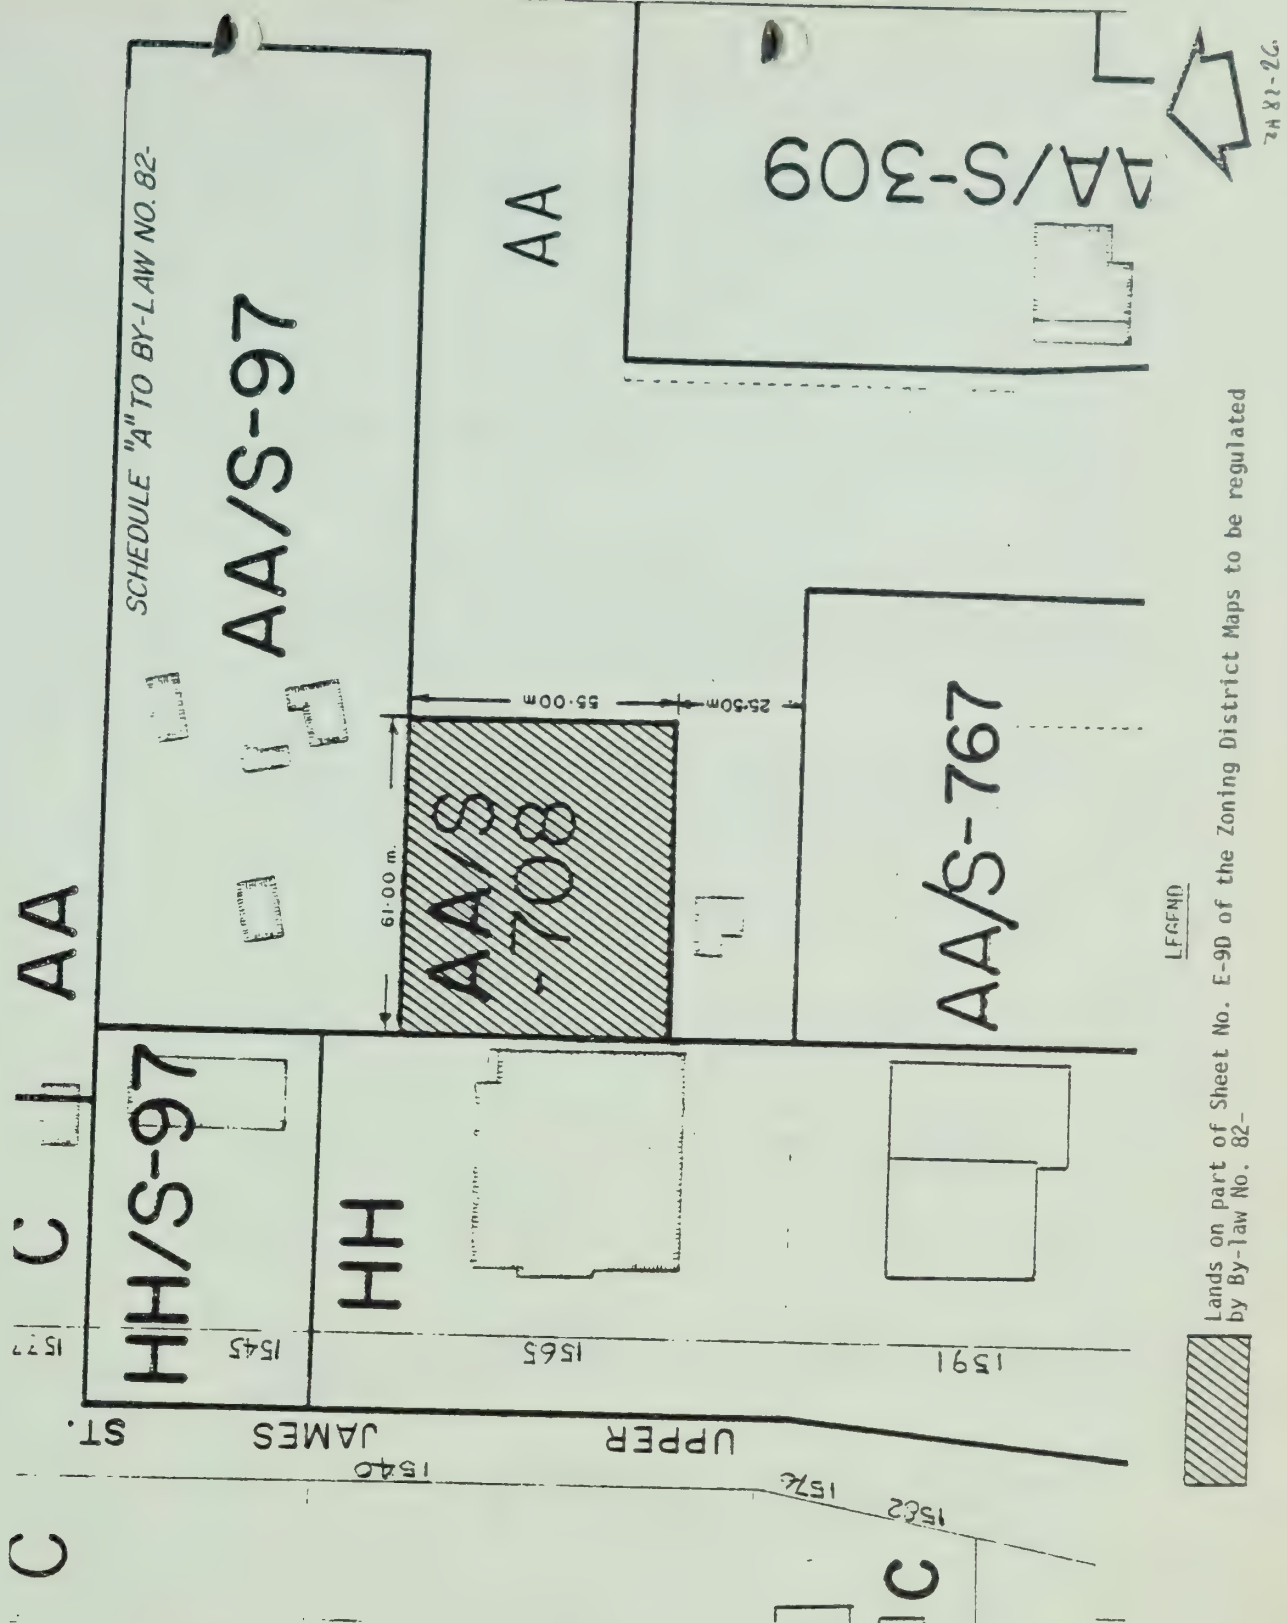 SCHEDULE "A" TO BY-LAW NO. 82-
AA/S-97
AA
AA
AA/S-309
C
HH/S-97
HH
61·00 m.
AA/S
-708
55·00m
25·50m
AA/S-767
1545
1565
1591
UPPER JAMES ST.
1540
1576
1582
C
C
LEGEND
Lands on part of Sheet No. E-9D of the Zoning District Maps to be regulated
by By-law No. 82-
ZA 82-26.